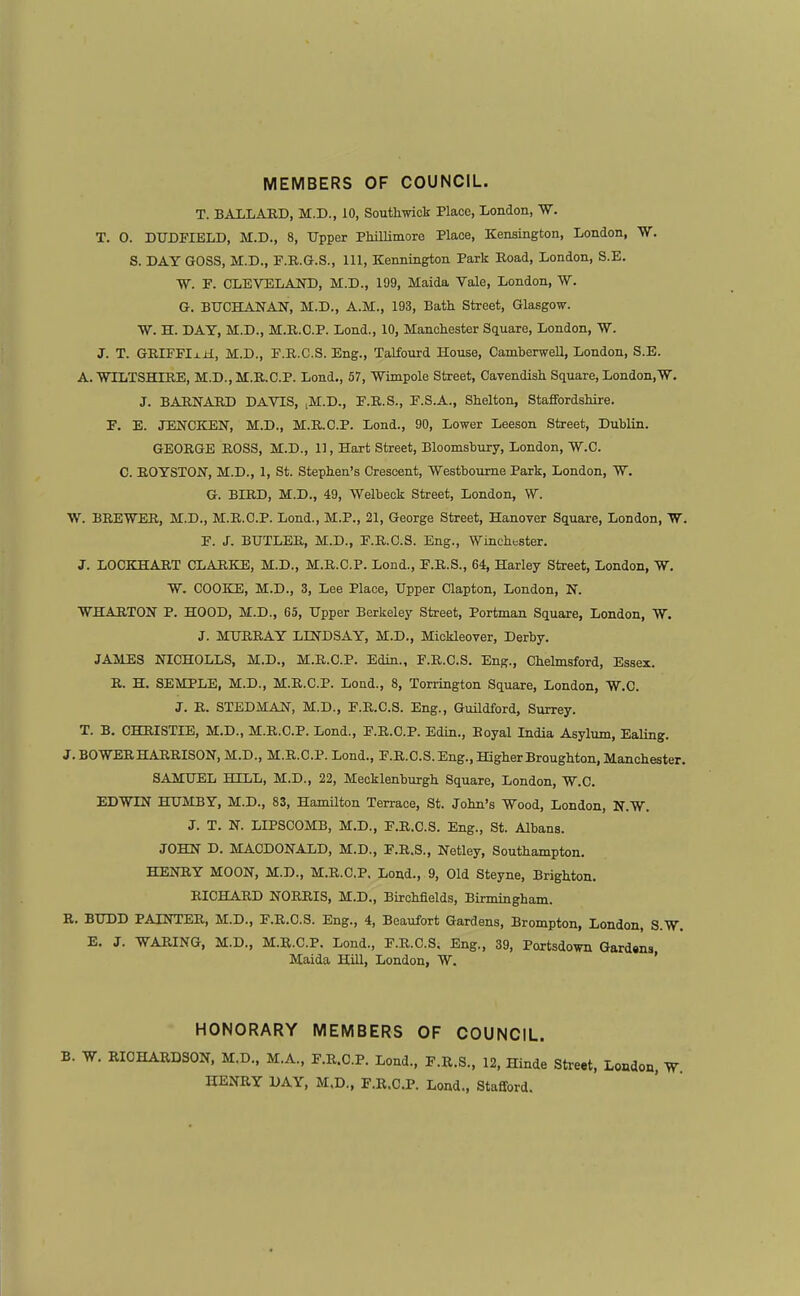 MEMBERS OF COUNCIL.
T. BALLARD, M.D., 10, Southwick Place, London, W.
T. O. DUDFIELD, M.D., 8, Upper Phillimore Place, Kensington, London, W.
S. DAY GOSS, M.D., F.R.G.S., 111, Kennington Park Road, London, S.E.
W. F. CLEVELAND, M.D., 199, Maida Vale, London, W.
G. BUCHANAN, M.D., A.M., 193, Bath Street, Glasgow.
W. H. DAY, M.D., M.R.C.P. Lond., 10, Manchester Square, London, W.
J. T. GRIFFITH, M.D., F.R.C.S. Eng., Talfourd House, Camberwell, London, S.E.
A. WILTSHIRE, M.D., M.R.C.P. Lond., 57, Wimpole Street, Cavendish Square, London, W.
J. BARNARD DAVIS, M.D., F.R.S., F.S.A., Shelton, Staffordshire.
F. E. JENCKEN, M.D., M.R.C.P. Lond., 90, Lower Leeson Street, Dublin.
GEORGE ROSS, M.D., 11, Hart Street, Bloomsbury, London, W.C.
C. ROYSTON, M.D., 1, St. Stephen's Crescent, Westbourne Park, London, W.
G. BIRD, M.D., 49, Welbeck Street, London, W.
W. BREWER, M.D., M.R.C.P. Lond., M.P., 21, George Street, Hanover Square, London, W.
F. J. BUTLER, M.D., F.R.C.S. Eng., Winchester.
J. LOCKHART CLARKE, M.D., M.R.C.P. Lond., F.R.S., 64, Harley Street, London, W.
W. COOKE, M.D., 3, Lee Place, Upper Clapton, London, N.
WHARTON P. HOOD, M.D., 65, Upper Berkeley Street, Portman Square, London, W.
J. MURRAY LINDSAY, M.D., Mickleover, Derby.
JAMES NICHOLLS, M.D., M.R.C.P. Edin., F.R.C.S. Eng., Chelmsford, Essex.
R. H. SEMPLE, M.D., M.R.C.P. Lond., 8, Torrington Square, London, W.C.
J. R. STEDMAN, M.D., F.R.C.S. Eng., Guildford, Surrey.
T. B. CHRISTIE, M.D., M.R.C.P. Lond., F.R.C.P. Edin., Royal India Asylum, Ealing.
J. BOWER HARRISON, M.D., M.R.C.P. Lond., F.R.C.S. Eng., Higher Broughton, Manchester.
SAMUEL HILL, M.D., 22, Mecklenburgh Square, London, W.C.
EDWIN HUMBY, M.D., 83, Hamilton Terrace, St. John's Wood, London, N.W.
J. T. N. LIPSCOMB, M.D., F.R.C.S. Eng., St. Albans.
JOHN D. MACDONALD, M.D., F.R.S., Netley, Southampton.
HENRY MOON, M.D., M.R.C.P. Lond., 9, Old Steyne, Brighton.
RICHARD NORRIS, M.D., Birchfields, Birmingham.
R. BUDD PAINTER, M.D., F.R.C.S. Eng., 4, Beaufort Gardens, Brompton, London, S.W.
E. J. WARING, M.D., M.R.C.P. Lond., F.R.C.S. Eng., 39, Portsdown Gardens,
Maida Hill, London, W.
HONORARY MEMBERS OF COUNCIL.
B. W. RICHARDSON, M.D., M.A., F.R.C.P. Lond., F.R.S., 12, Hinde Street, London, W.
HENRY DAY, M.D., F.R.C.P. Lond., Stafford.